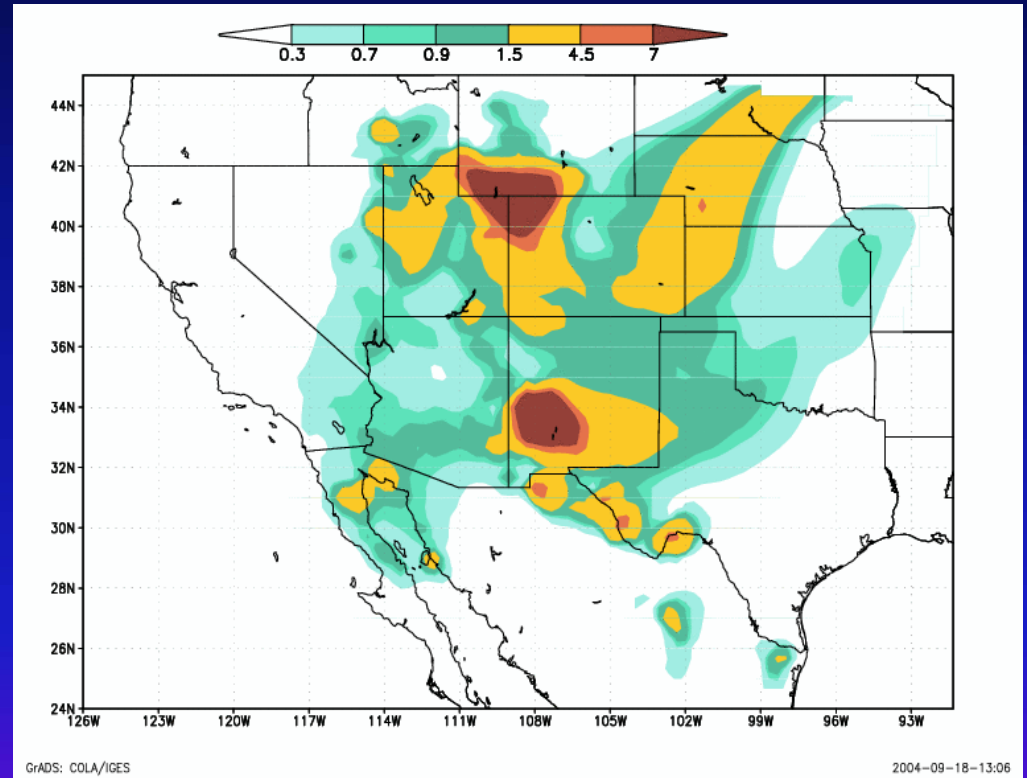 0.3 0.7 0.9 1.5 4.5 7
44N
42N
40N
38N
36N
34N
32N
30N
28N
26N
24N
126W 123W 120W 117W 114W 111W 108W 105W 102W 99W 96W 93W
GrADS: COLA/IGES 2004-09-18-13:06